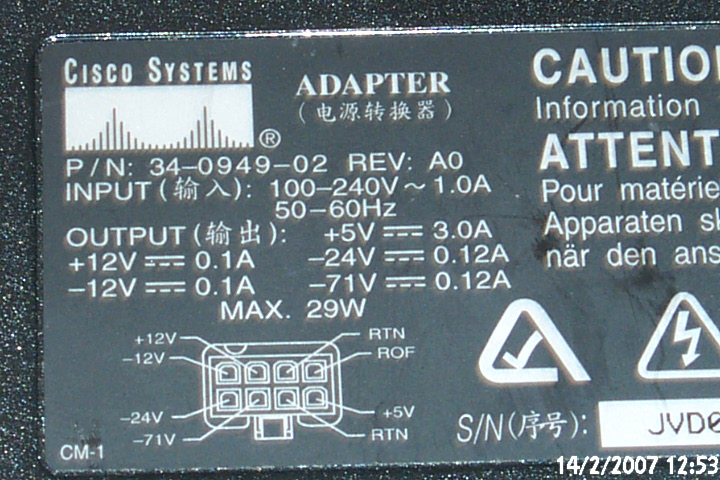 CISCO SYSTEMS
®
ADAPTER
(电源转换器)
P/N: 34-0949-02 REV: A0
INPUT(输入): 100-240V~1.0A
50-60Hz
OUTPUT(输出): +5V⎓3.0A
+12V⎓0.1A -24V⎓0.12A
-12V⎓0.1A -71V⎓0.12A
MAX. 29W
+12V RTN
-12V ROF
-24V +5V
-71V RTN
CM-1
CAUTIO
Information
ATTENT
Pour matérie
Apparaten s
när den ans
S/N(序号): JVD0
14/2/2007 12:53